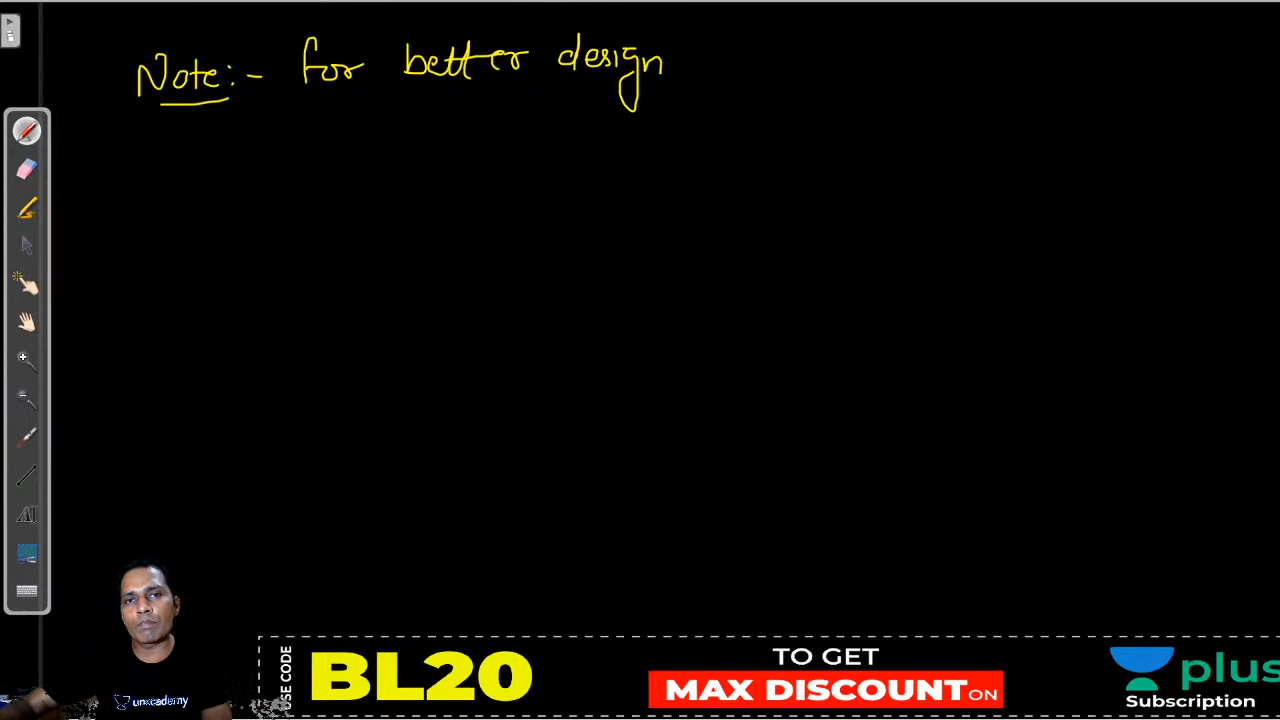 Note:- for better design
USE CODE
BL20
TO GET
MAX DISCOUNT ON
plus
Subscription
unacademy